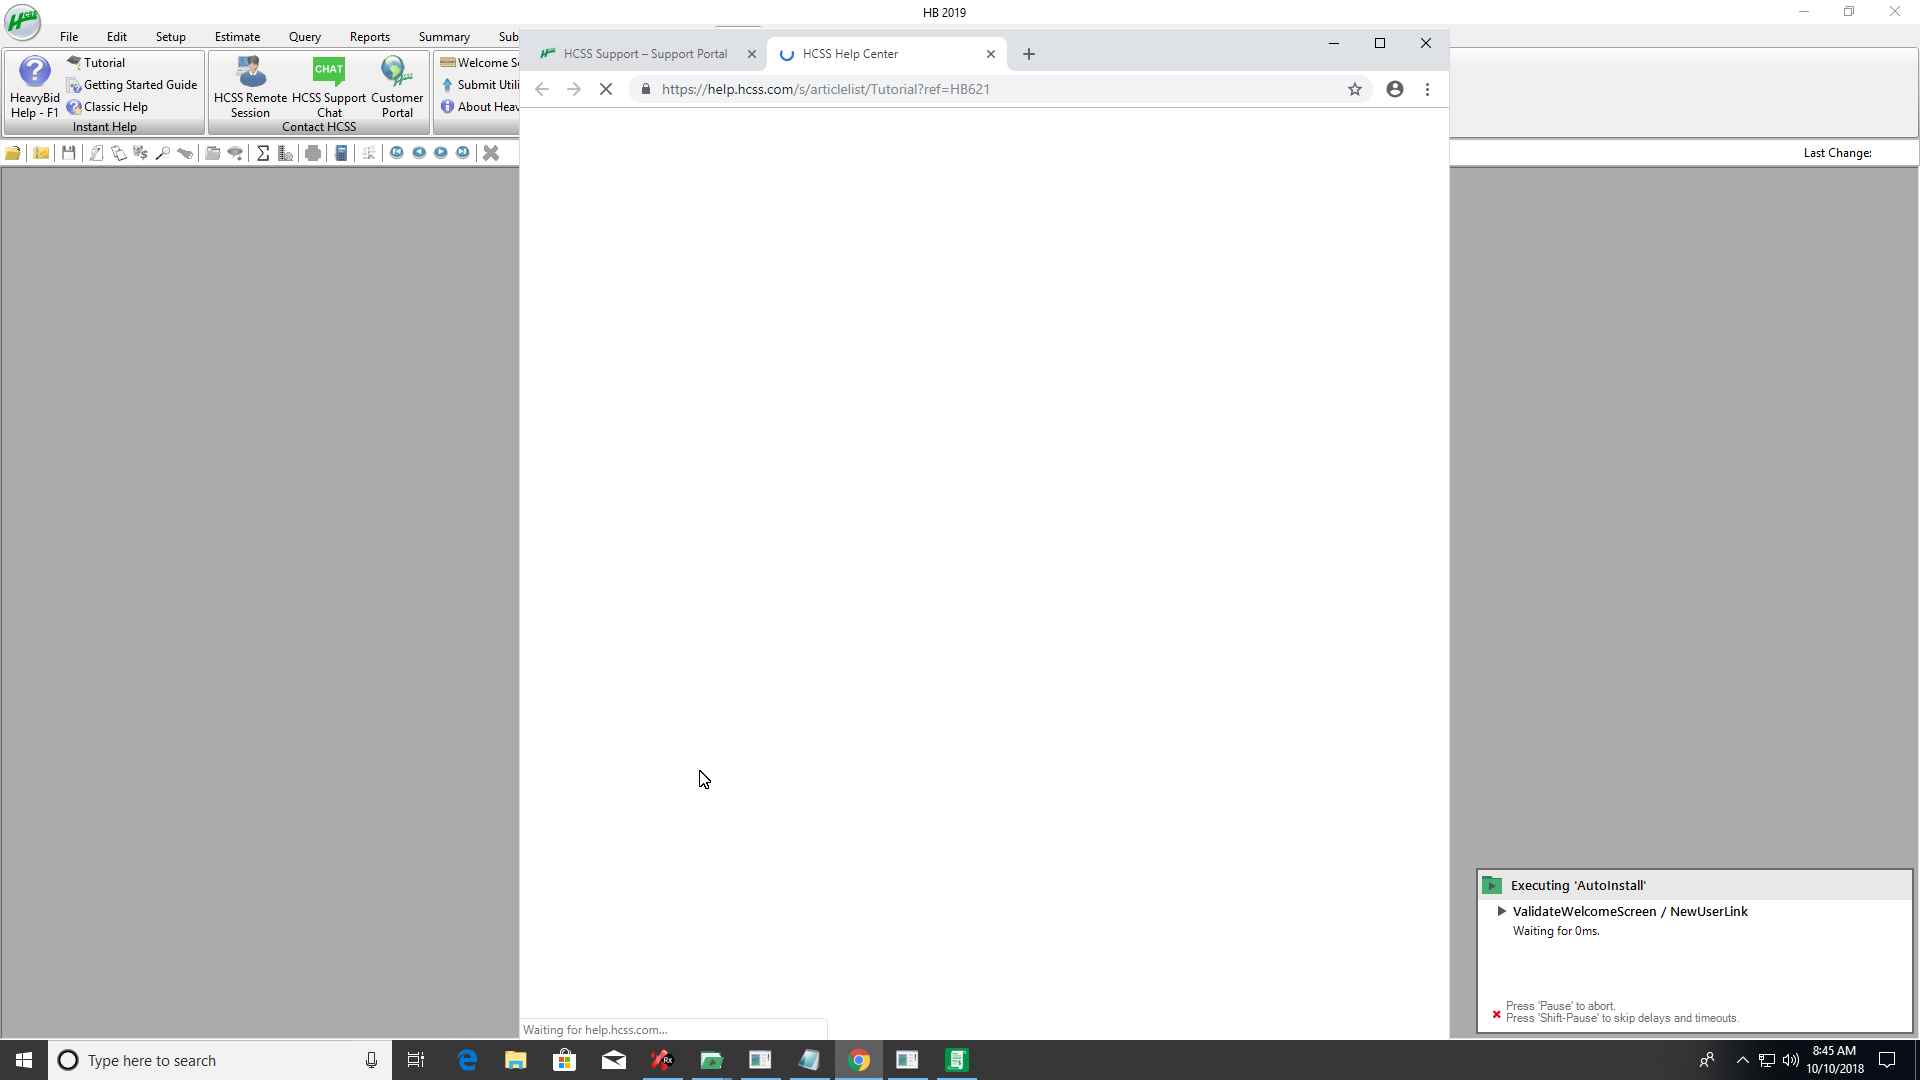 HB 2019
File Edit Setup Estimate Query Reports Summary Sub
HCSS Support – Support Portal
HCSS Help Center
https://help.hcss.com/s/articlelist/Tutorial?ref=HB621
HeavyBid
Help - F1
Tutorial
Getting Started Guide
Classic Help
Instant Help
HCSS Remote
Session
CHAT
HCSS Support
Chat
Customer
Portal
Contact HCSS
Welcome Sc
Submit Utili
About Heav
Last Change:
Executing 'AutoInstall'
ValidateWelcomeScreen / NewUserLink
Waiting for 0ms.
Press 'Pause' to abort.
Press 'Shift-Pause' to skip delays and timeouts.
Waiting for help.hcss.com...
Type here to search
8:45 AM
10/10/2018